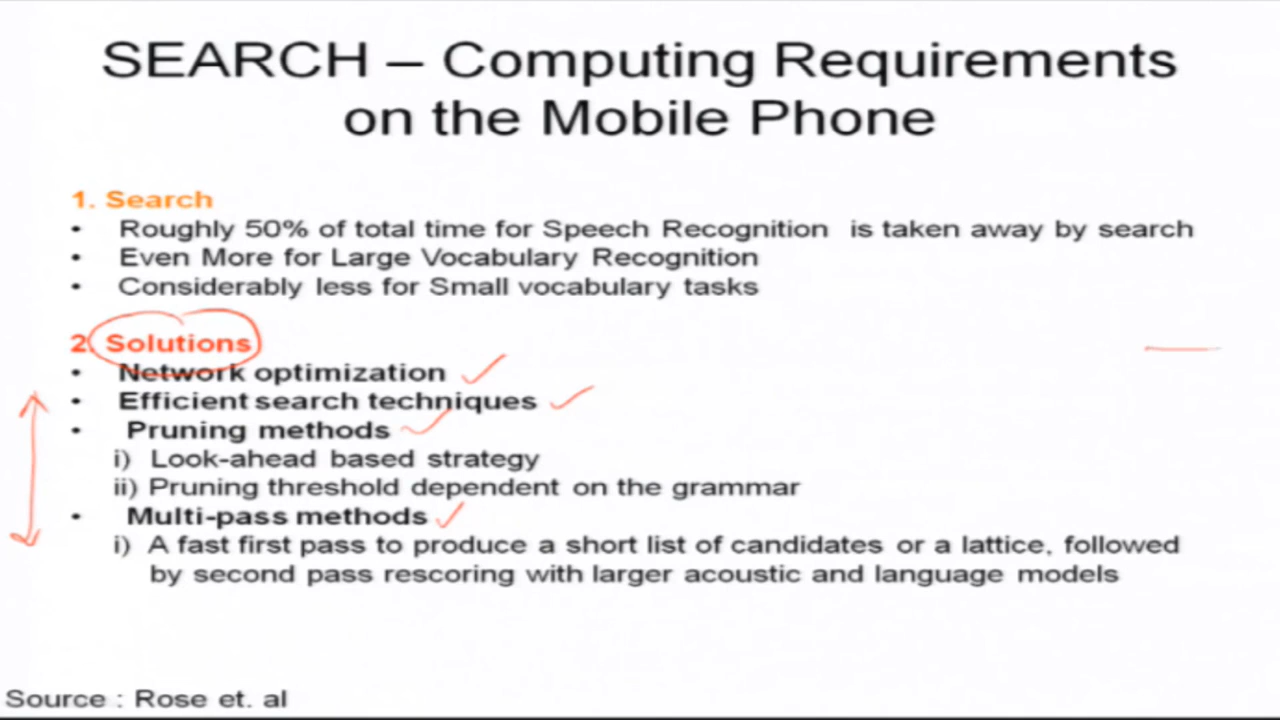 SEARCH – Computing Requirements
on the Mobile Phone
1. Search
• Roughly 50% of total time for Speech Recognition is taken away by search
• Even More for Large Vocabulary Recognition
• Considerably less for Small vocabulary tasks
2. Solutions
• Network optimization
• Efficient search techniques
• Pruning methods
i) Look-ahead based strategy
ii) Pruning threshold dependent on the grammar
• Multi-pass methods
i) A fast first pass to produce a short list of candidates or a lattice, followed
by second pass rescoring with larger acoustic and language models
Source : Rose et. al